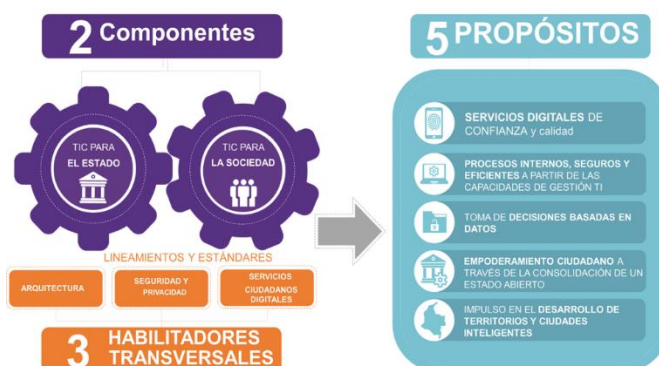 2 Componentes
TIC PARA
EL ESTADO
TIC PARA
LA SOCIEDAD
LINEAMIENTOS Y ESTÁNDARES
ARQUITECTURA
SEGURIDAD Y
PRIVACIDAD
SERVICIOS
CIUDADANOS
DIGITALES
3 HABILITADORES
TRANSVERSALES
5 PROPÓSITOS
SERVICIOS DIGITALES DE
CONFIANZA y calidad
PROCESOS INTERNOS, SEGUROS Y
EFICIENTES A PARTIR DE LAS
CAPACIDADES DE GESTIÓN TI
TOMA DE DECISIONES BASADAS EN
DATOS
EMPODERAMIENTO CIUDADANO A
TRAVÉS DE LA CONSOLIDACIÓN DE UN
ESTADO ABIERTO
IMPULSO EN EL DESARROLLO DE
TERRITORIOS Y CIUDADES
INTELIGENTES